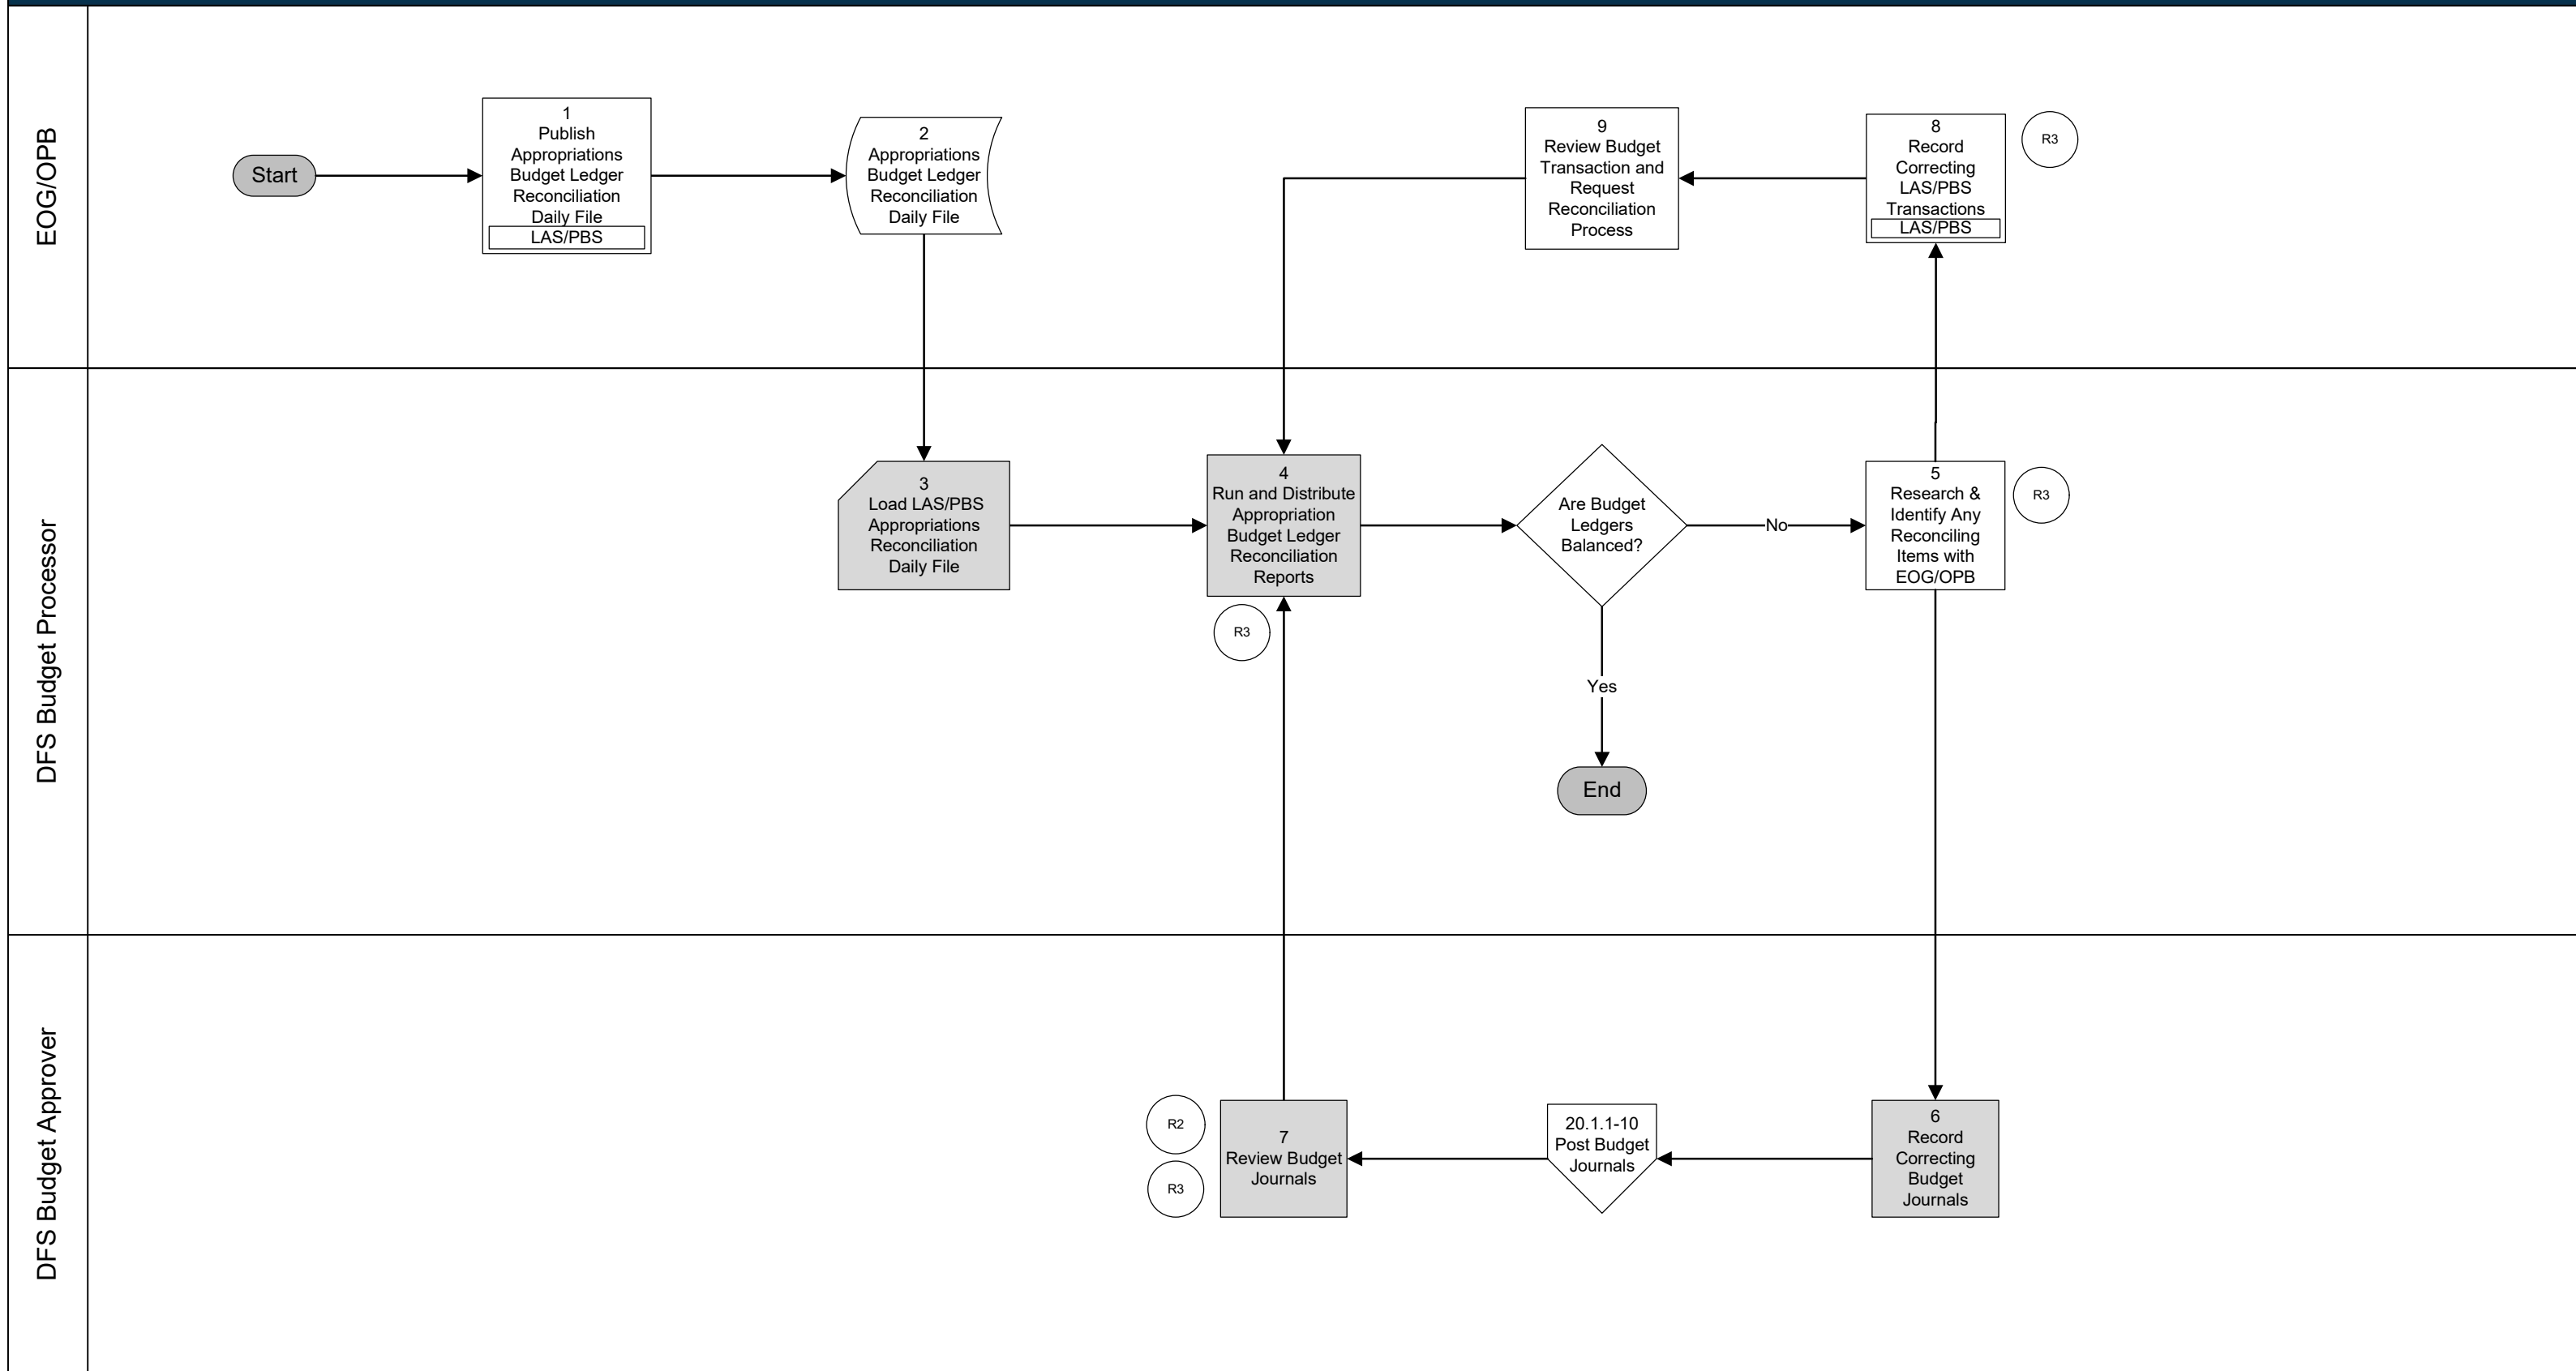 EOG/OPB
Start
1
Publish
Appropriations
Budget Ledger
Reconciliation
Daily File
LAS/PBS
2
Appropriations
Budget Ledger
Reconciliation
Daily File
9
Review Budget
Transaction and
Request
Reconciliation
Process
8
Record
Correcting
LAS/PBS
Transactions
LAS/PBS
R3
DFS Budget Processor
3
Load LAS/PBS
Appropriations
Reconciliation
Daily File
4
Run and Distribute
Appropriation
Budget Ledger
Reconciliation
Reports
R3
Are Budget
Ledgers
Balanced?
No
Yes
End
5
Research &
Identify Any
Reconciling
Items with
EOG/OPB
R3
DFS Budget Approver
R2
R3
7
Review Budget
Journals
20.1.1-10
Post Budget
Journals
6
Record
Correcting
Budget
Journals